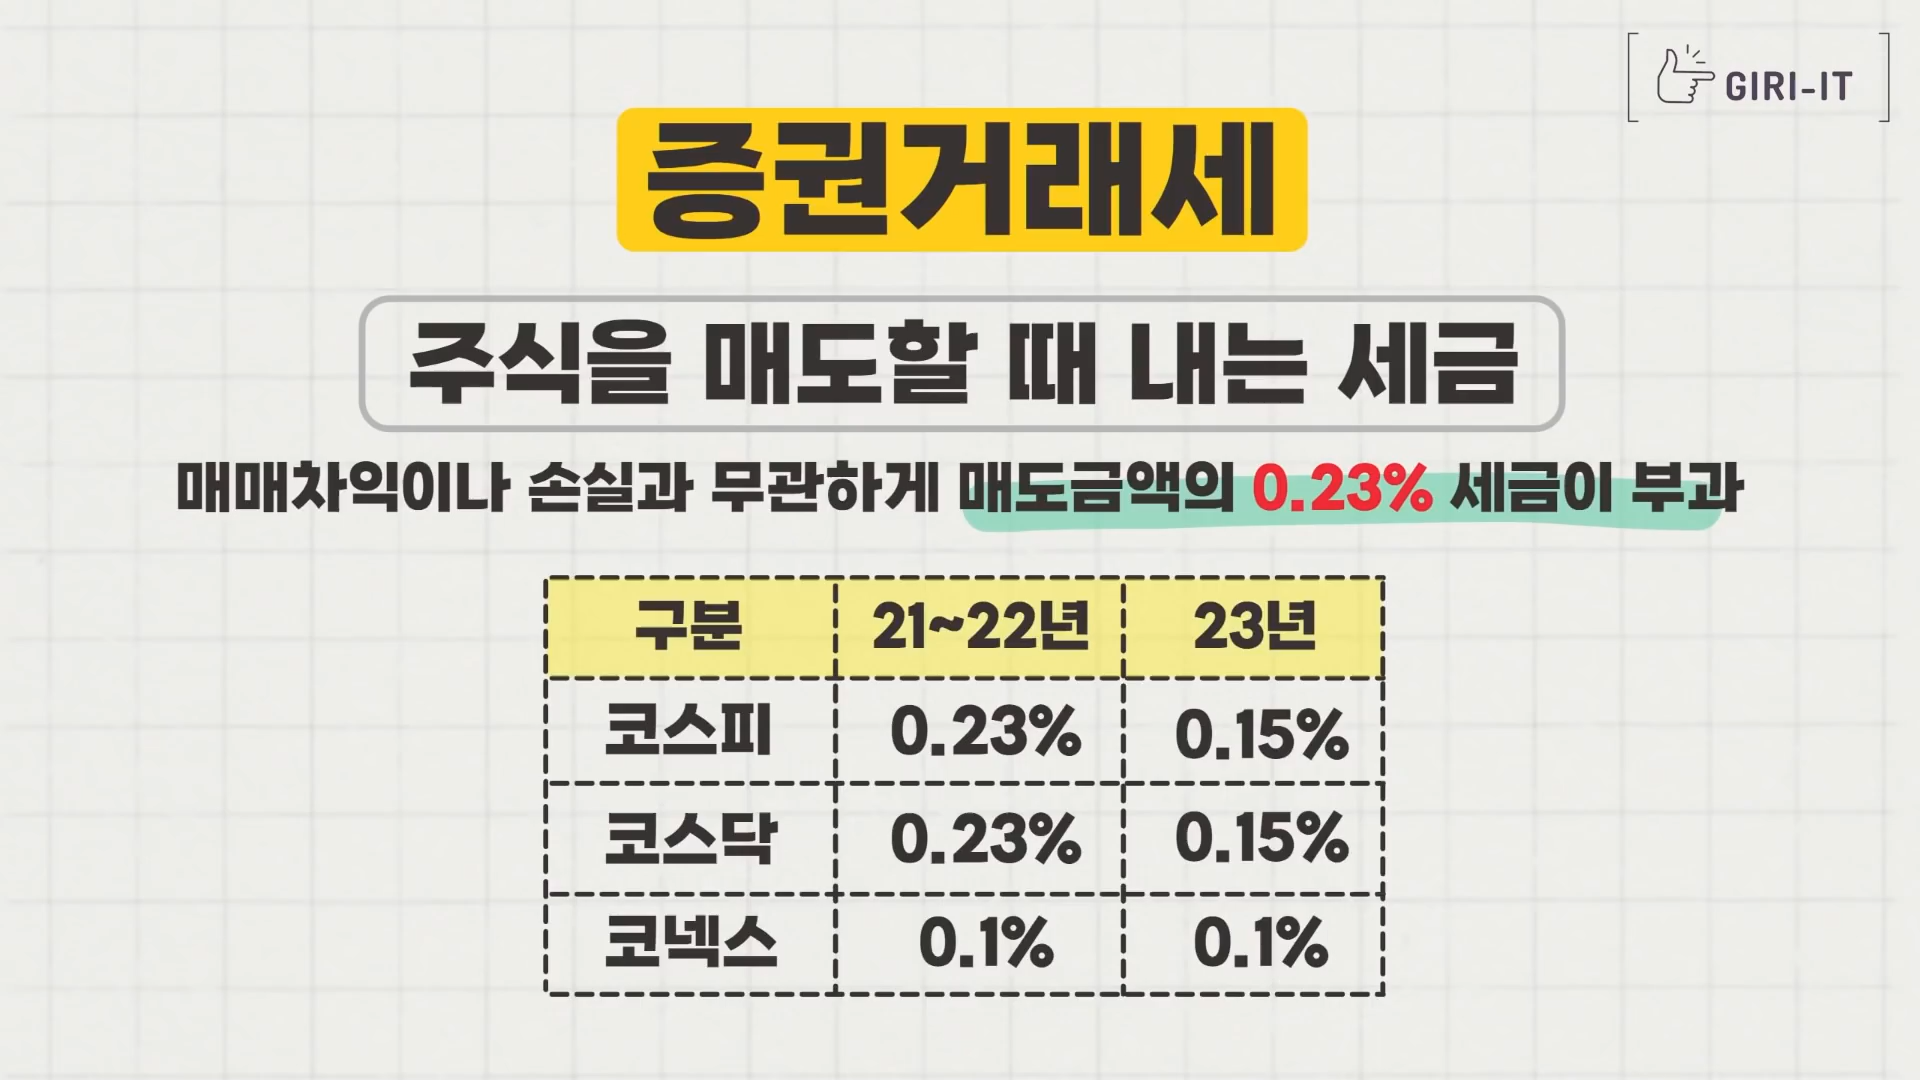 GIRI-IT
증권거래세
주식을 매도할 때 내는 세금
매매차익이나 손실과 무관하게 매도금액의 0.23% 세금이 부과
구분 21~22년 23년
코스피 0.23% 0.15%
코스닥 0.23% 0.15%
코넥스 0.1% 0.1%